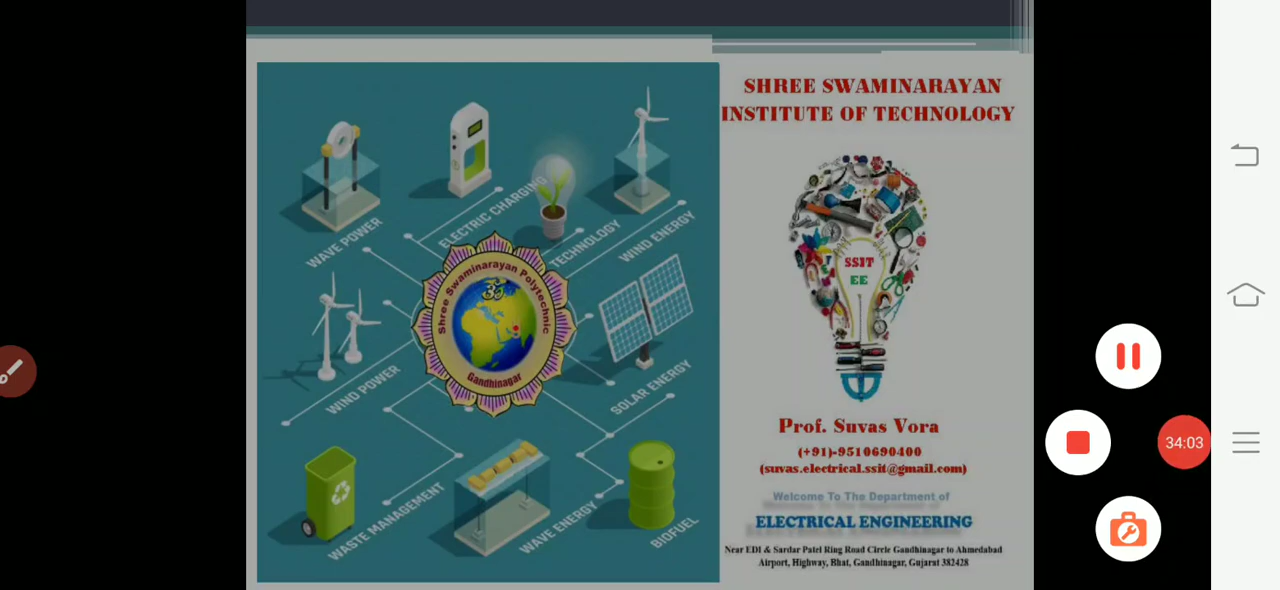 SHREE SWAMINARAYAN
INSTITUTE OF TECHNOLOGY
WAVE POWER
ELECTRIC CHARGING
TECHNOLOGY
WIND ENERGY
Shree Swaminarayan Polytechnic
Gandhinagar
WIND POWER
SOLAR ENERGY
WASTE MANAGEMENT
WAVE ENERGY
BIOFUEL
SSIT
EE
Prof. Suvas Vora
(+91)-9510690400
(suvas.electrical.ssit@gmail.com)
Welcome To The Department of
ELECTRICAL ENGINEERING
Near EDI & Sardar Patel Ring Road Circle Gandhinagar to Ahmedabad
Airport, Highway, Bhat, Gandhinagar, Gujarat 382428
34:03